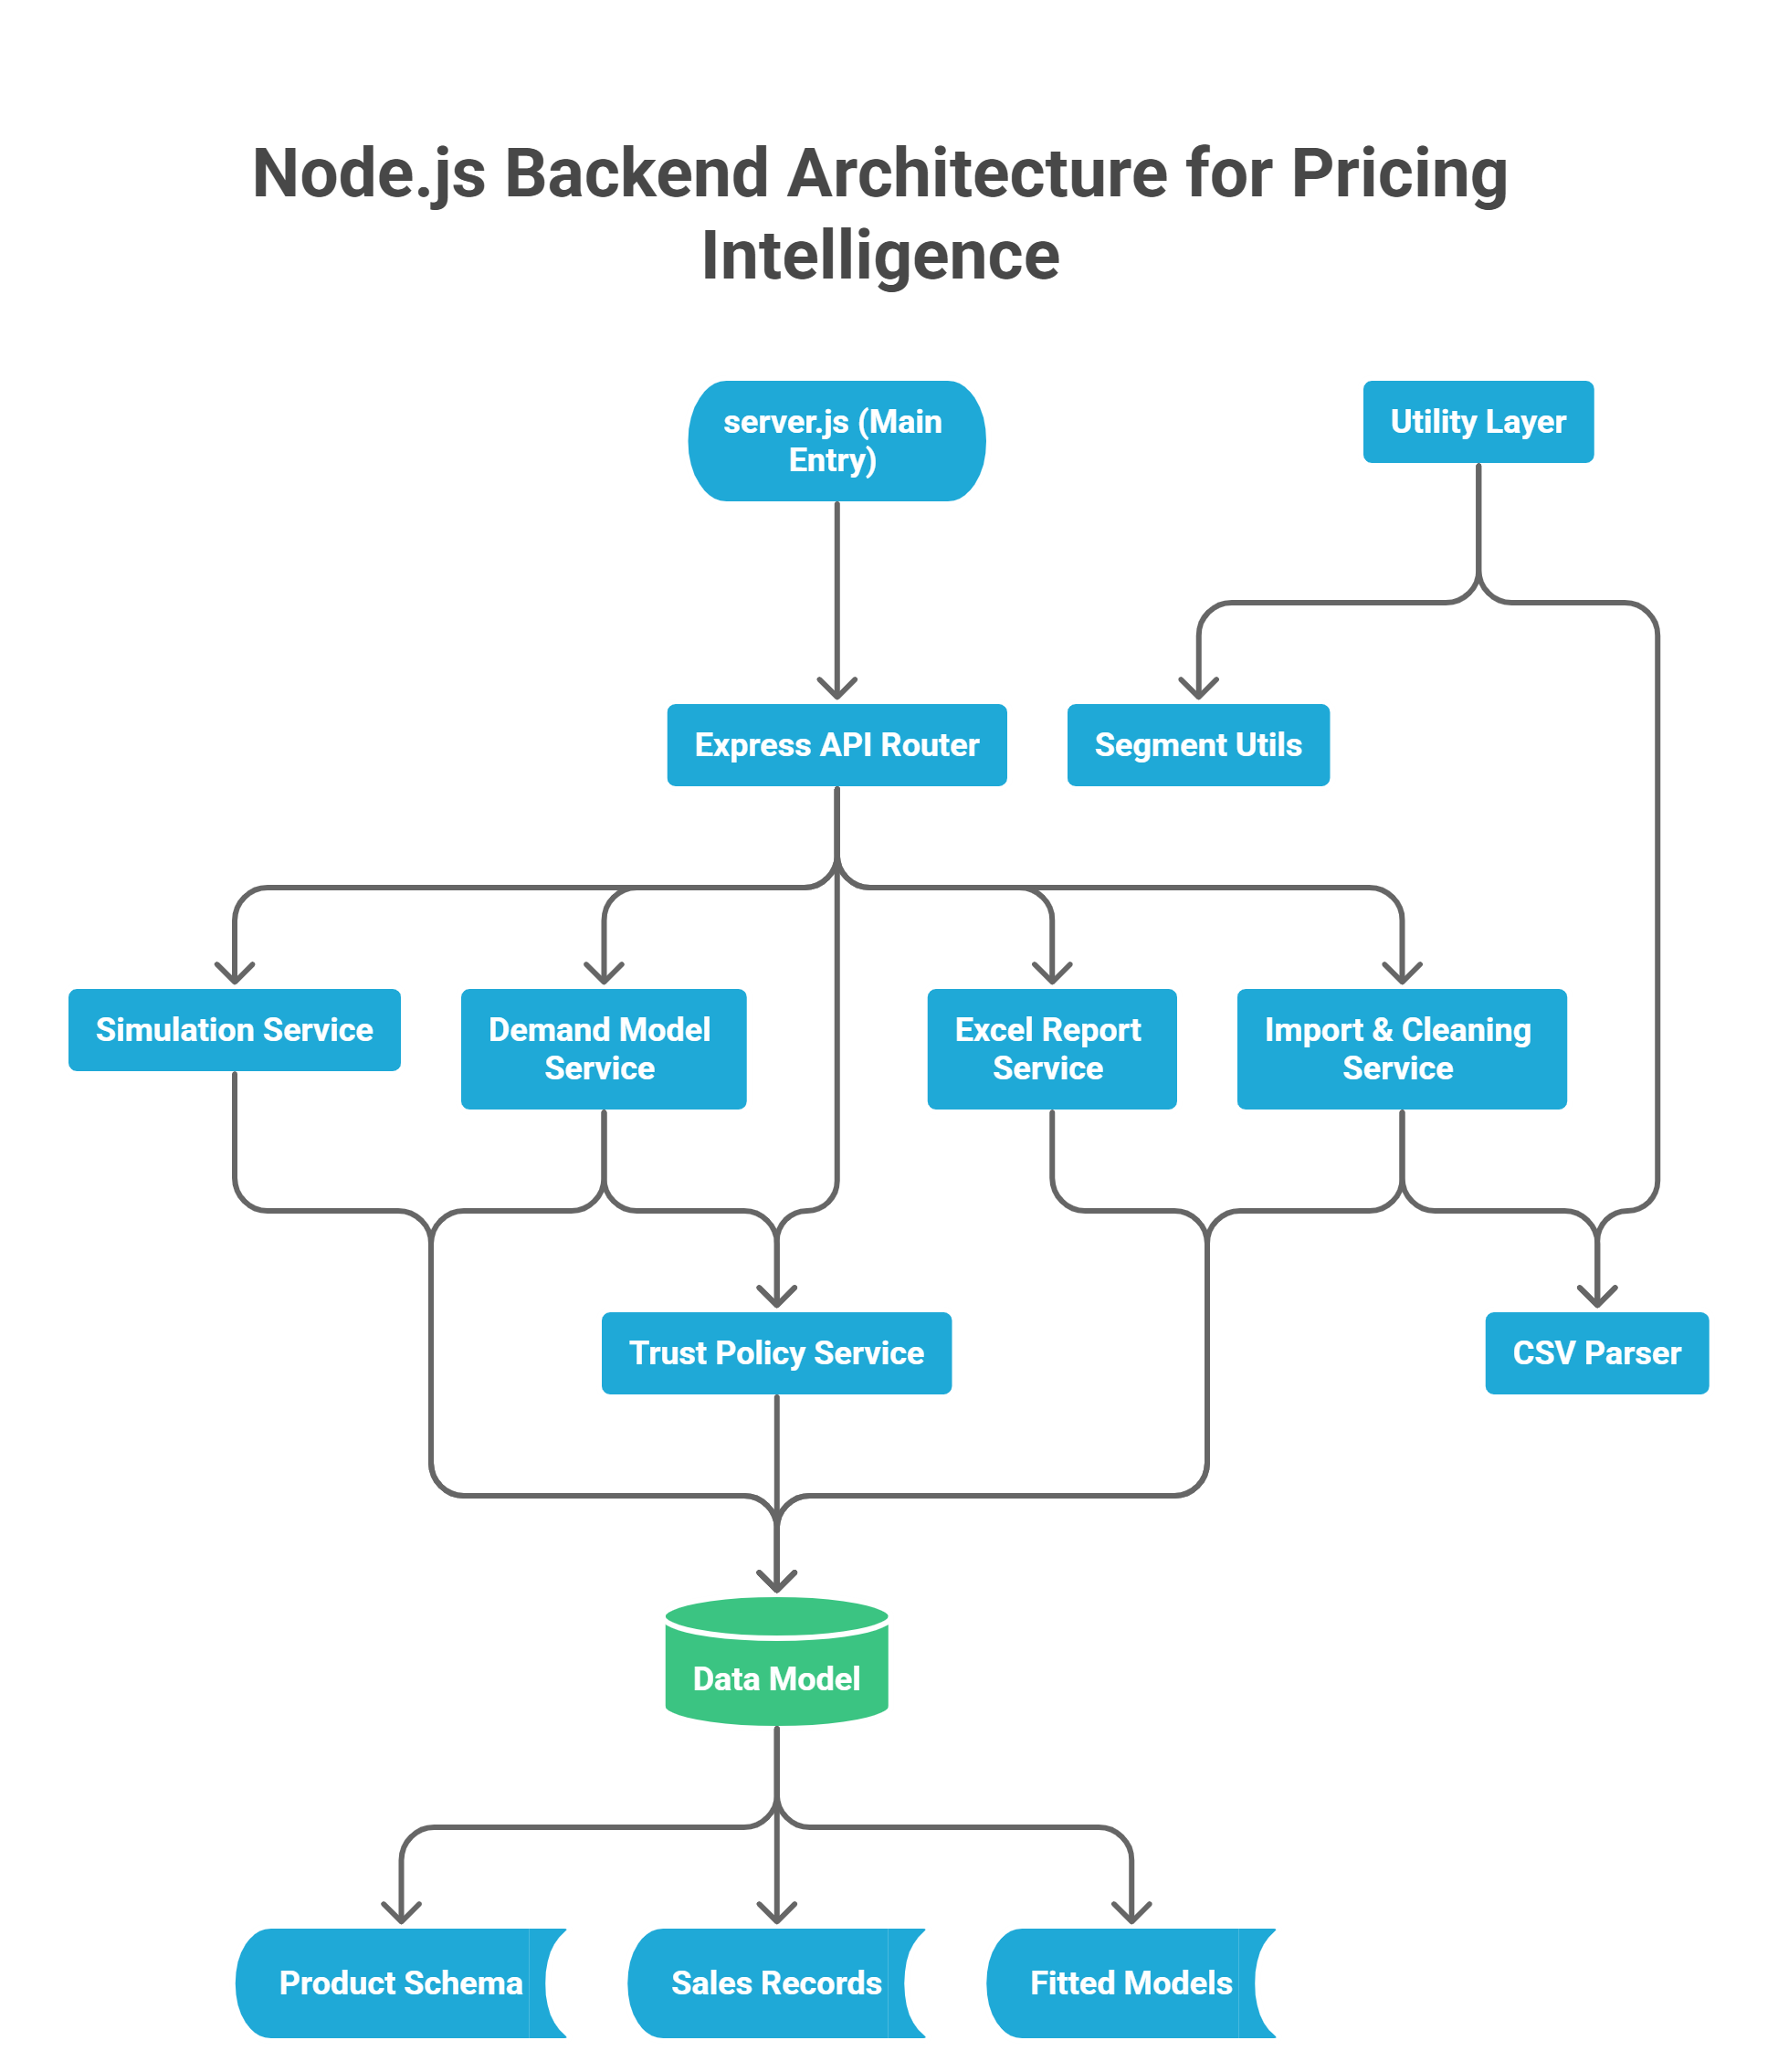 Node.js Backend Architecture for Pricing
Intelligence
server.js (Main
Entry)
Utility Layer
Express API Router
Segment Utils
Simulation Service
Demand Model
Service
Excel Report
Service
Import & Cleaning
Service
Trust Policy Service
CSV Parser
Data Model
Product Schema
Sales Records
Fitted Models